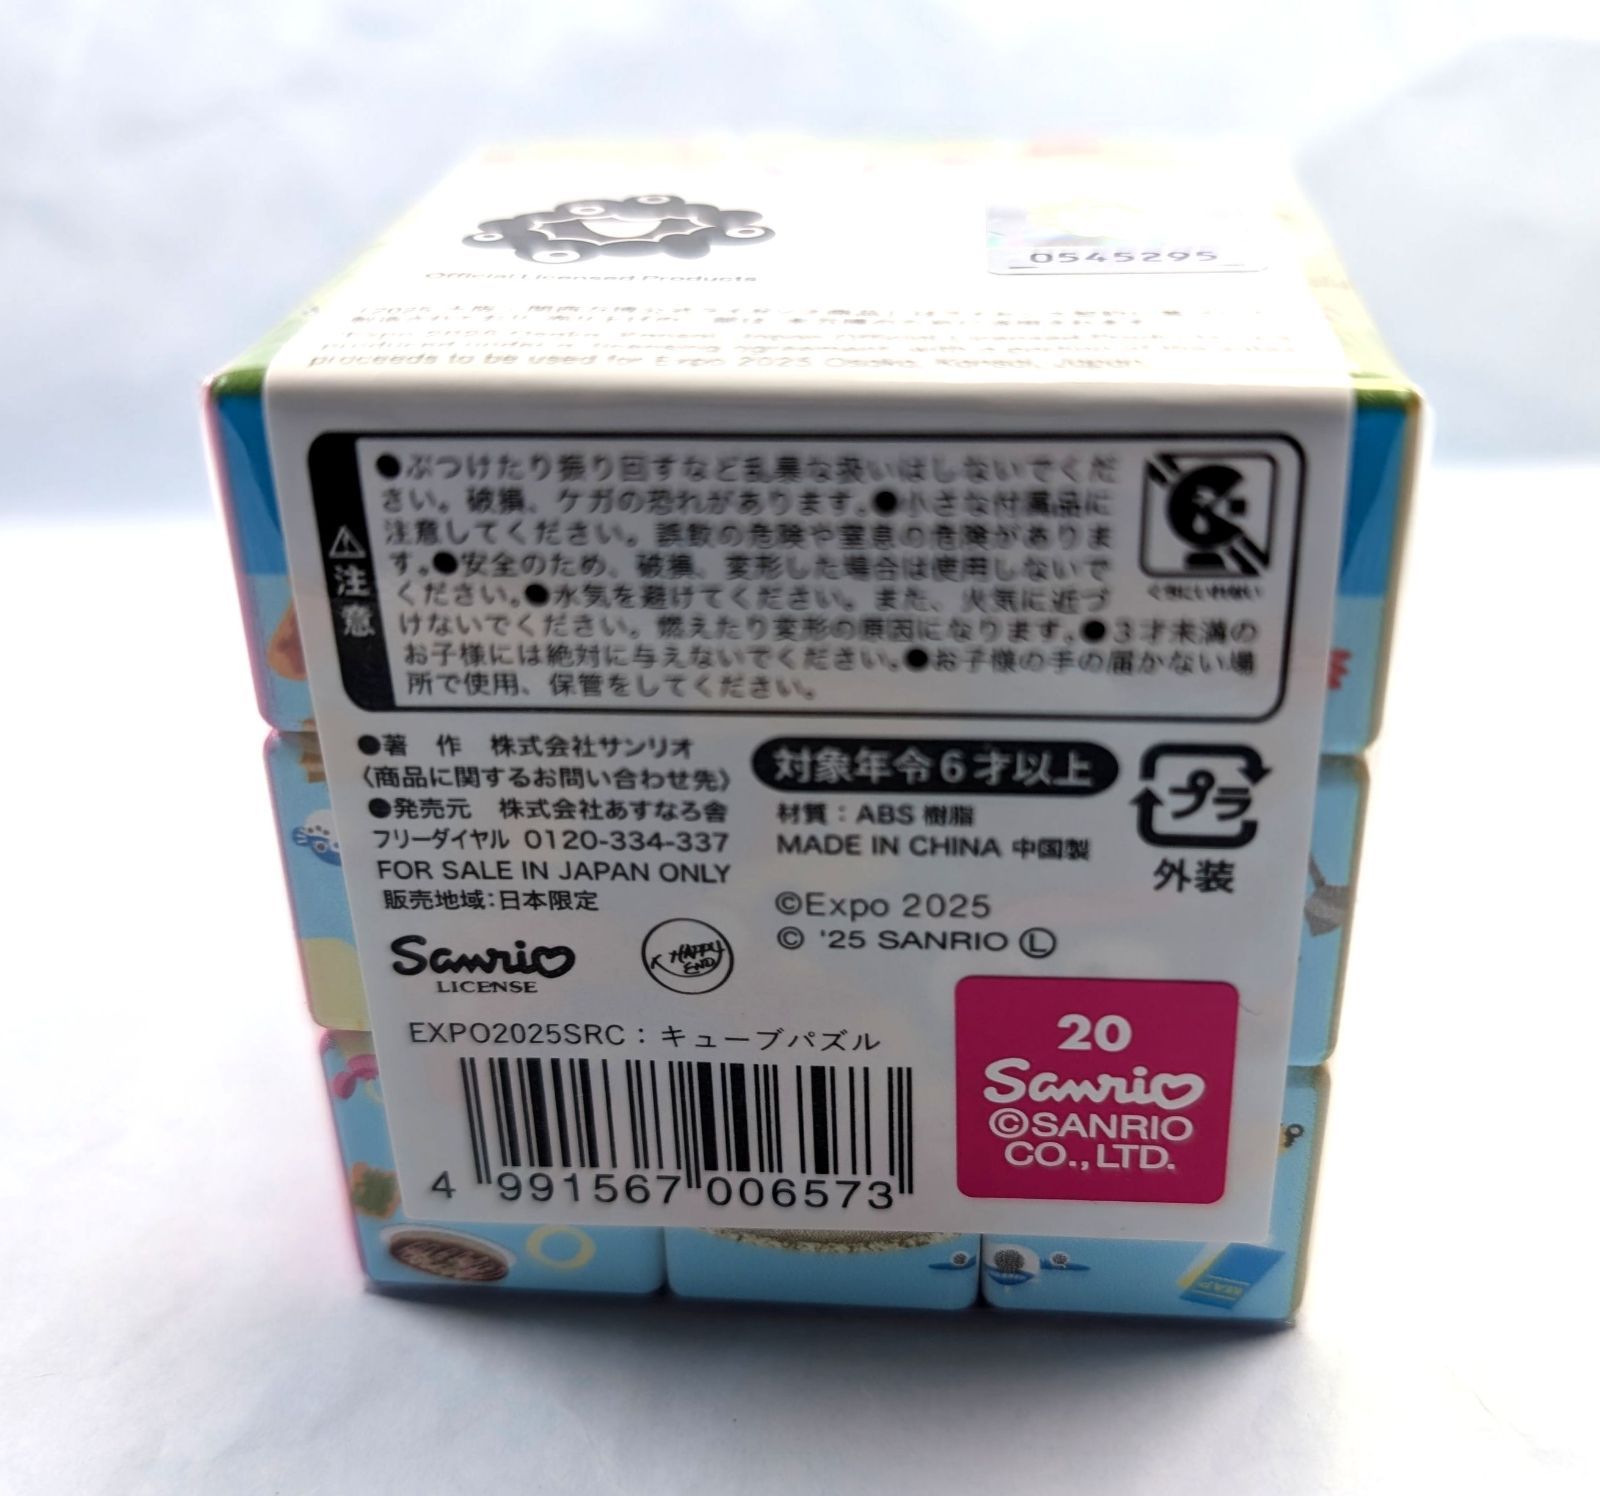 Official Licensed Products
0545295
proceeds to be used for Expo 2025 Osaka, Kansai, Japan
注意
●ぶつけたり振り回すなど乱暴な扱いはしないでくだ
さい。破損、ケガの恐れがあります。●小さな付属品に
注意してください。誤飲の危険や窒息の危険がありま
す。●安全のため、破損、変形した場合は使用しないで
ください。●水気を避けてください。また、火気に近づ
けないでください。燃えたり変形の原因になります。●3才未満の
お子様には絶対に与えないでください。●お子様の手の届かない場
所で使用、保管をしてください。
くちにいれない
●著 作 株式会社サンリオ
〈商品に関するお問い合わせ先〉
●発売元 株式会社あすなろ舎
フリーダイヤル 0120-334-337
FOR SALE IN JAPAN ONLY
販売地域:日本限定
対象年令6才以上
材質:ABS 樹脂
MADE IN CHINA 中国製
プラ
外装
©Expo 2025
© '25 SANRIO Ⓛ
Sanrio
LICENSE
HAPPY
END
EXPO2025SRC:キューブパズル
4 991567 006573
20
Sanrio
©SANRIO
CO., LTD.
MAP